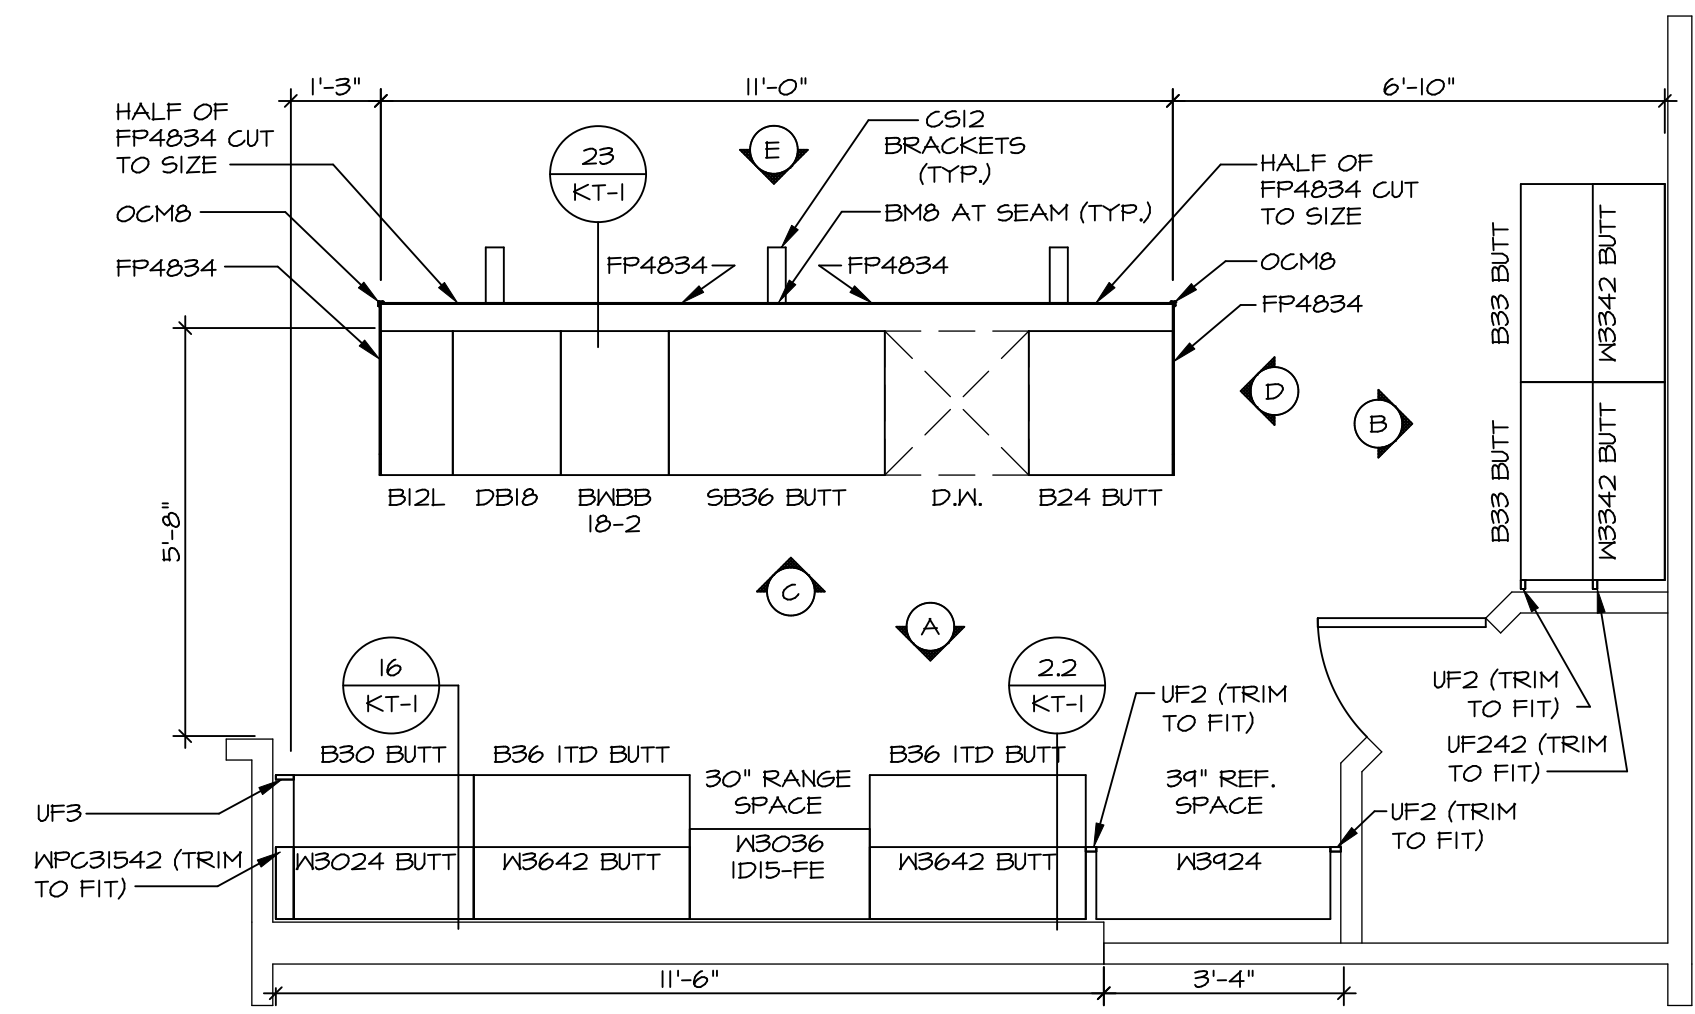 1'-3"
11'-0"
6'-10"
HALF OF
FP4834 CUT
TO SIZE
OCM8
FP4834
23
KT-1
E
CS12
BRACKETS
(TYP.)
BM8 AT SEAM (TYP.)
FP4834
FP4834
HALF OF
FP4834 CUT
TO SIZE
OCM8
FP4834
B33 BUTT
W3342 BUTT
B33 BUTT
W3342 BUTT
D
B
5'-8"
B12L
DB18
BWBB
18-2
SB36 BUTT
D.W.
B24 BUTT
C
A
16
KT-1
2.2
KT-1
UF2 (TRIM
TO FIT)
UF2 (TRIM
TO FIT)
UF242 (TRIM
TO FIT)
B30 BUTT
B36 1TD BUTT
30" RANGE
SPACE
B36 1TD BUTT
39" REF.
SPACE
UF3
WPC31542 (TRIM
TO FIT)
W3024 BUTT
W3642 BUTT
W3036
1D15-FE
W3642 BUTT
W3924
UF2 (TRIM
TO FIT)
11'-6"
3'-4"